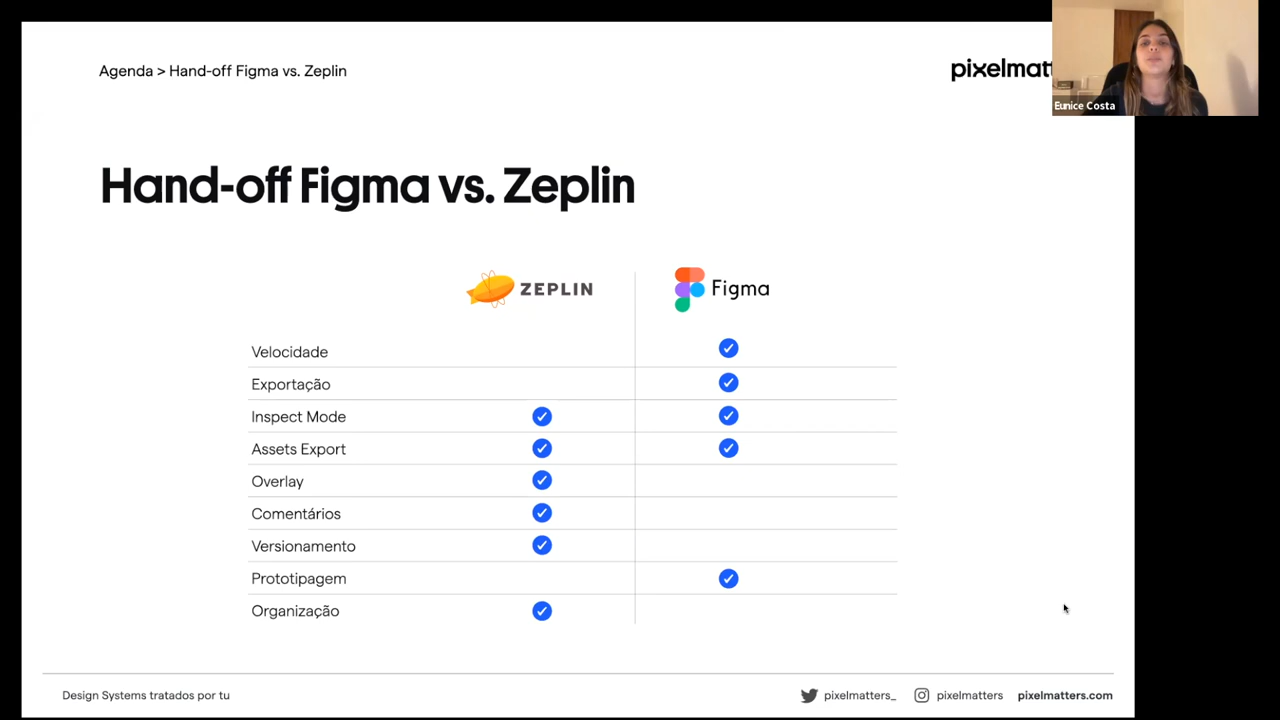 Agenda > Hand-off Figma vs. Zeplin
pixelmatt
Eunice Costa
Hand-off Figma vs. Zeplin
ZEPLIN
Figma
Velocidade
Exportação
Inspect Mode
Assets Export
Overlay
Comentários
Versionamento
Prototipagem
Organização
Design Systems tratados por tu
pixelmatters_
pixelmatters
pixelmatters.com